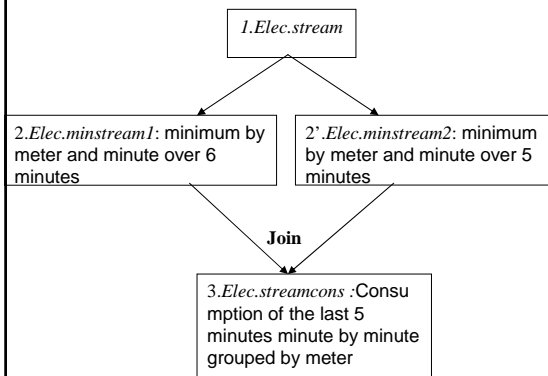 1.Elec.stream
2.Elec.minstream1: minimum by
meter and minute over 6
minutes
2’.Elec.minstream2: minimum
by meter and minute over 5
minutes
Join
3.Elec.streamcons :Consu
mption of the last 5
minutes minute by minute
grouped by meter